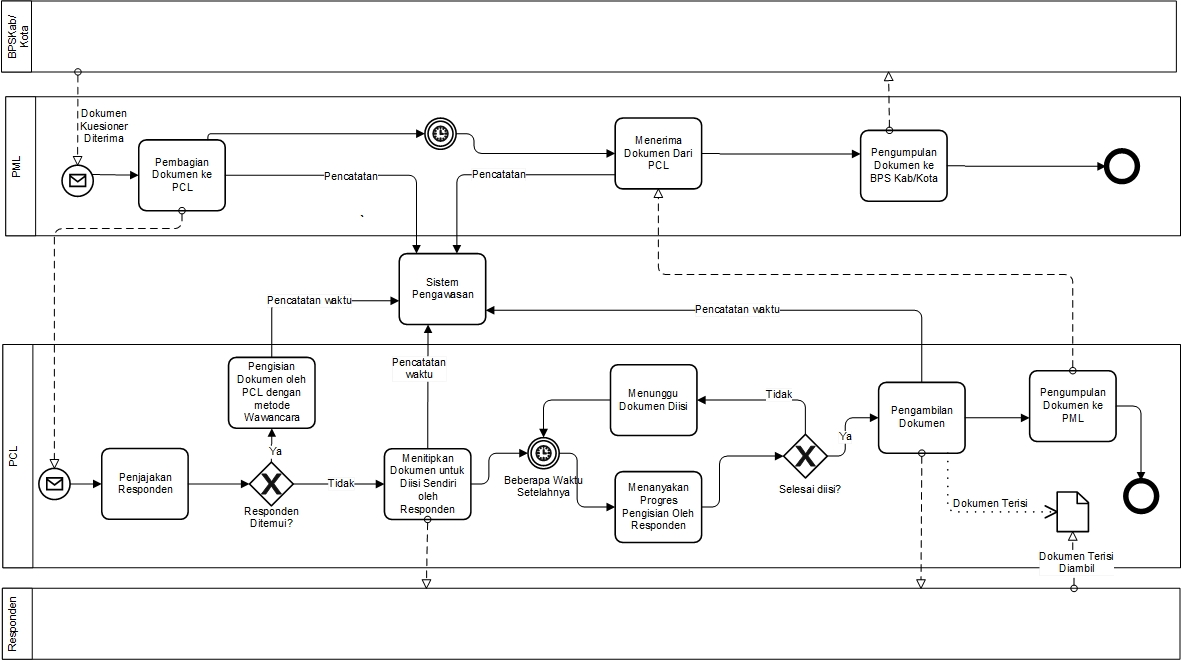 BPSKab/
Kota
Dokumen
Kuesioner
Diterima
PML
Pembagian
Dokumen ke
PCL
Menerima
Dokumen Dari
PCL
Pengumpulan
Dokumen ke
BPS Kab/Kota
Pencatatan
Pencatatan
Sistem
Pengawasan
Pencatatan waktu
Pencatatan waktu
Pencatatan
waktu
PCL
Pengisian
Dokumen oleh
PCL dengan
metode
Wawancara
Ya
Penjajakan
Responden
Responden
Ditemui?
Tidak
Menitipkan
Dokumen untuk
Diisi Sendiri
oleh
Responden
Beberapa Waktu
Setelahnya
Menunggu
Dokumen Diisi
Tidak
Menanyakan
Progres
Pengisian Oleh
Responden
Selesai diisi?
Ya
Pengambilan
Dokumen
Pengumpulan
Dokumen ke
PML
Dokumen Terisi
Dokumen Terisi
Diambil
Responden